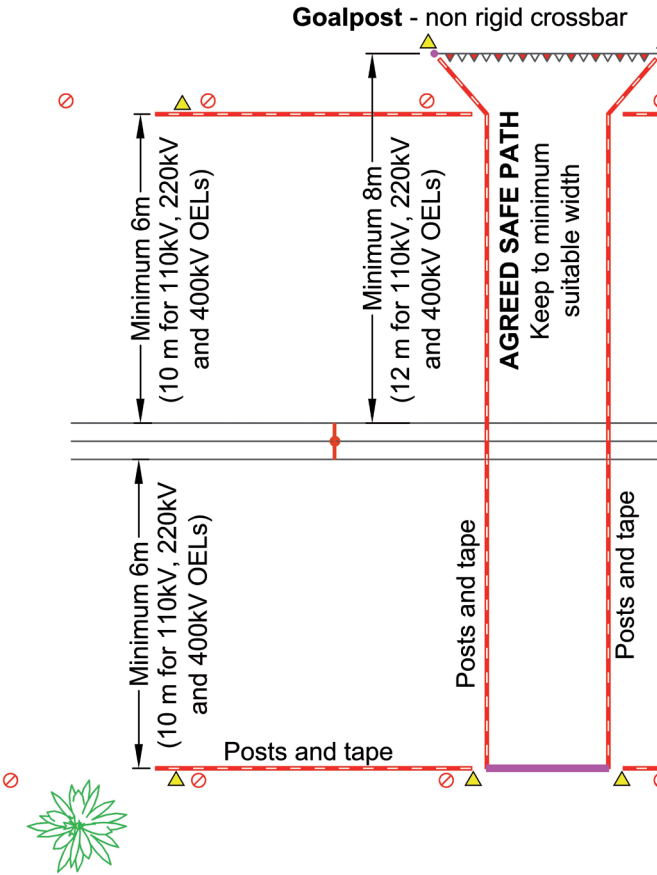 Goalpost - non rigid crossbar
Minimum 6m
(10 m for 110kV, 220kV
and 400kV OELs)
Minimum 8m
(12 m for 110kV, 220kV
and 400kV OELs)
AGREED SAFE PATH
Keep to minimum
suitable width
Minimum 6m
(10 m for 110kV, 220kV
and 400kV OELs)
Posts and tape
Posts and tape
Posts and tape